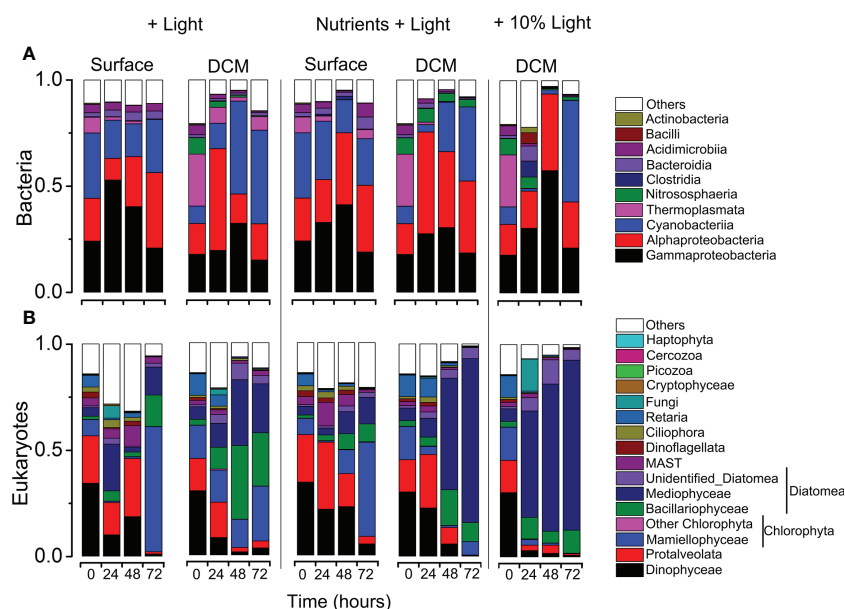 + Light
Nutrients + Light
+ 10% Light
A
Surface
DCM
Surface
DCM
DCM
1.0
0.5
0.0
Bacteria
Others
Actinobacteria
Bacilli
Acidimicrobiia
Bacteroidia
Clostridia
Nitrososphaeria
Thermoplasmata
Cyanobacteriia
Alphaproteobacteria
Gammaproteobacteria
B
1.0
0.5
0.0
Eukaryotes
Others
Haptophyta
Cercozoa
Picozoa
Cryptophyceae
Fungi
Retaria
Ciliophora
Dinoflagellata
MAST
Unidentified_Diatomea
Mediophyceae
Bacillariophyceae
Diatomea
Other Chlorophyta
Mamiellophyceae
Chlorophyta
Protalveolata
Dinophyceae
0 24 48 72
0 24 48 72
0 24 48 72
0 24 48 72
0 24 48 72
Time (hours)